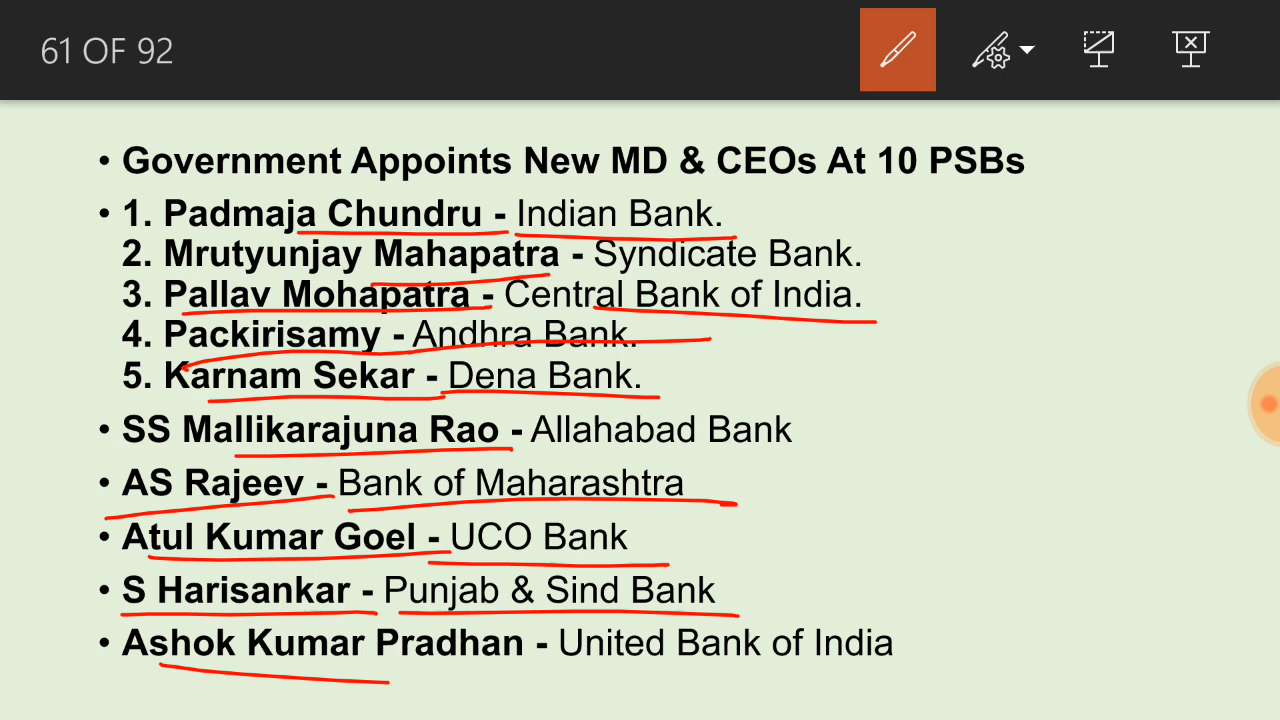 61 OF 92
• Government Appoints New MD & CEOs At 10 PSBs
• 1. Padmaja Chundru - Indian Bank.
2. Mrutyunjay Mahapatra - Syndicate Bank.
3. Pallav Mohapatra - Central Bank of India.
4. Packirisamy - Andhra Bank.
5. Karnam Sekar - Dena Bank.
• SS Mallikarajuna Rao - Allahabad Bank
• AS Rajeev - Bank of Maharashtra
• Atul Kumar Goel - UCO Bank
• S Harisankar - Punjab & Sind Bank
• Ashok Kumar Pradhan - United Bank of India